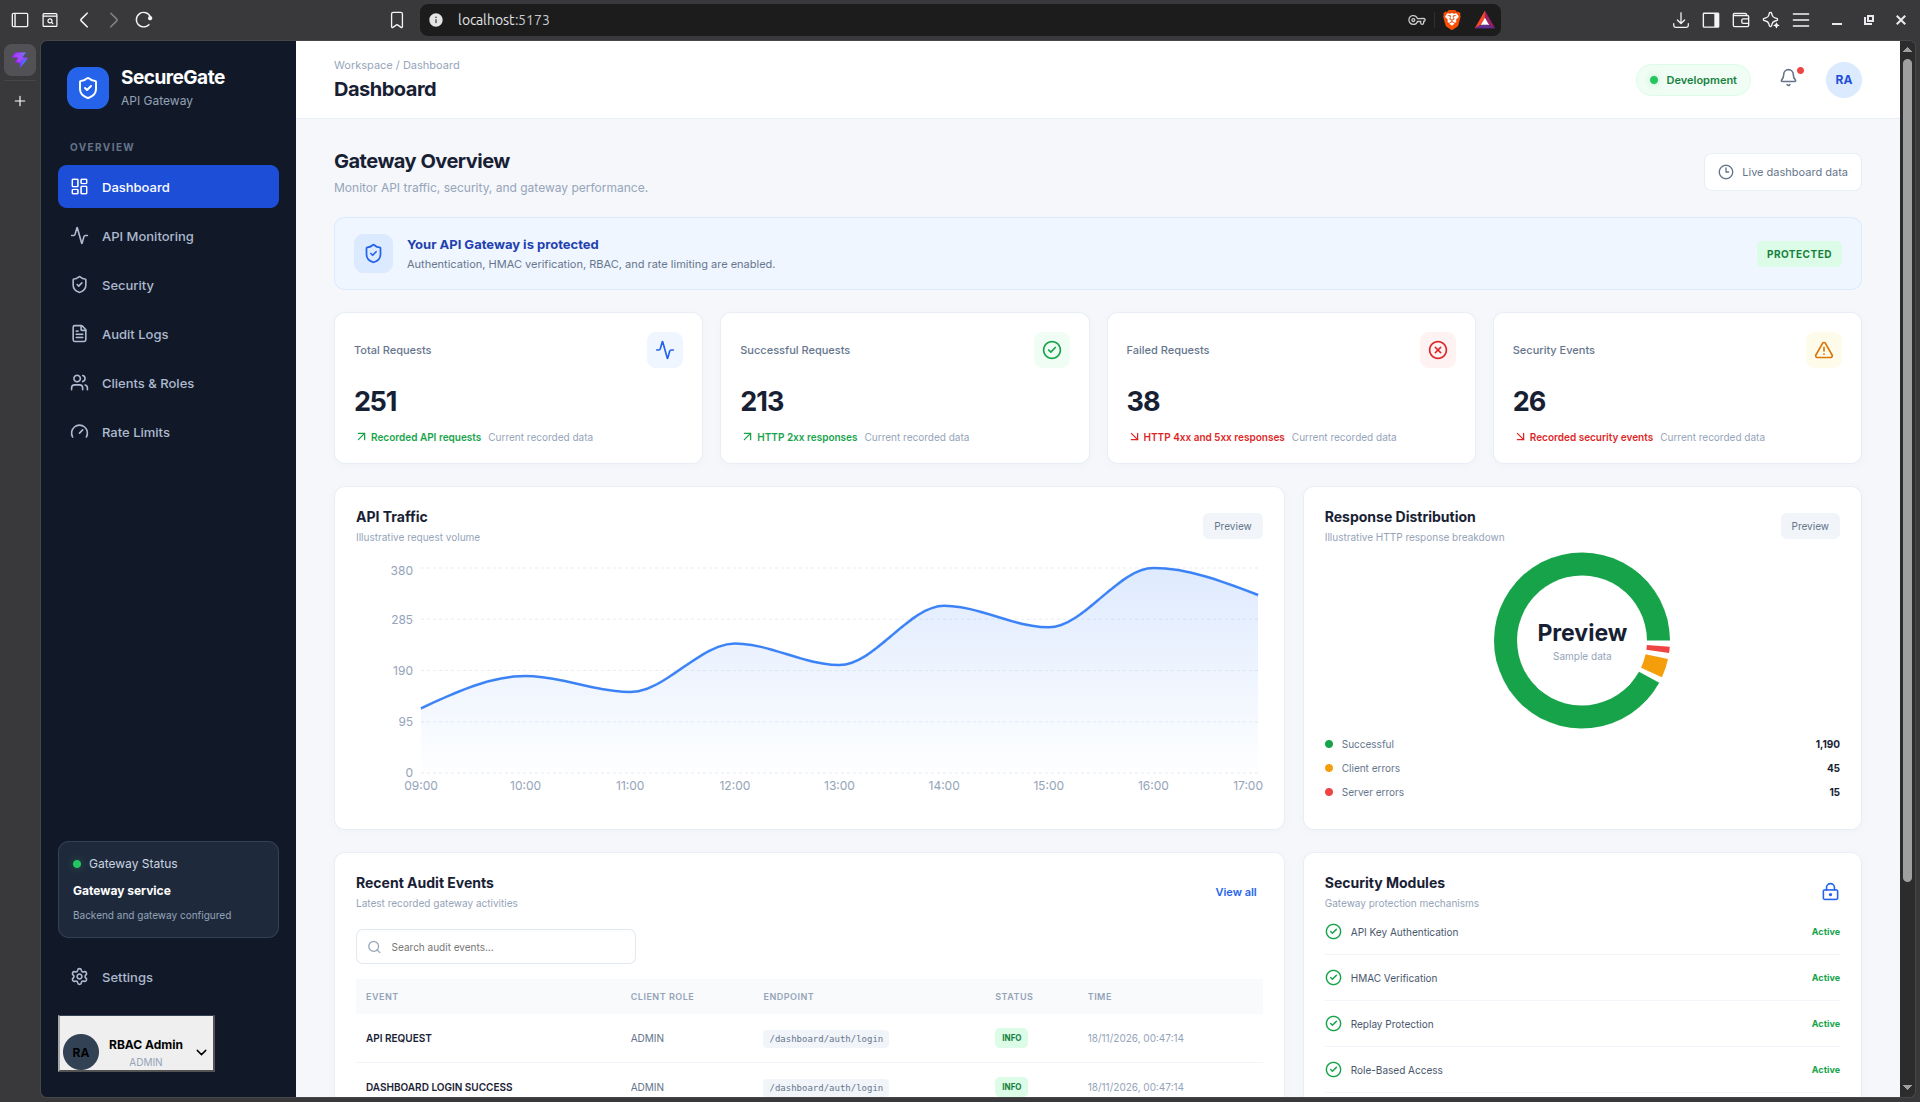 localhost:5173
SecureGate
API Gateway
OVERVIEW
Dashboard
API Monitoring
Security
Audit Logs
Clients & Roles
Rate Limits
Gateway Status
Gateway service
Backend and gateway configured
Settings
RA
RBAC Admin
ADMIN
Workspace / Dashboard
Dashboard
Development
RA
Gateway Overview
Monitor API traffic, security, and gateway performance.
Live dashboard data
Your API Gateway is protected
Authentication, HMAC verification, RBAC, and rate limiting are enabled.
PROTECTED
Total Requests
251
Recorded API requests Current recorded data
Successful Requests
213
HTTP 2xx responses Current recorded data
Failed Requests
38
HTTP 4xx and 5xx responses Current recorded data
Security Events
26
Recorded security events Current recorded data
API Traffic
Illustrative request volume
Preview
380
285
190
95
0
09:00 10:00 11:00 12:00 13:00 14:00 15:00 16:00 17:00
Response Distribution
Illustrative HTTP response breakdown
Preview
Preview
Sample data
Successful 1,190
Client errors 45
Server errors 15
Recent Audit Events
Latest recorded gateway activities
View all
Search audit events...
EVENT CLIENT ROLE ENDPOINT STATUS TIME
API REQUEST ADMIN /dashboard/auth/login INFO 18/11/2026, 00:47:14
DASHBOARD LOGIN SUCCESS ADMIN /dashboard/auth/login INFO 18/11/2026, 00:47:14
Security Modules
Gateway protection mechanisms
API Key Authentication Active
HMAC Verification Active
Replay Protection Active
Role-Based Access Active